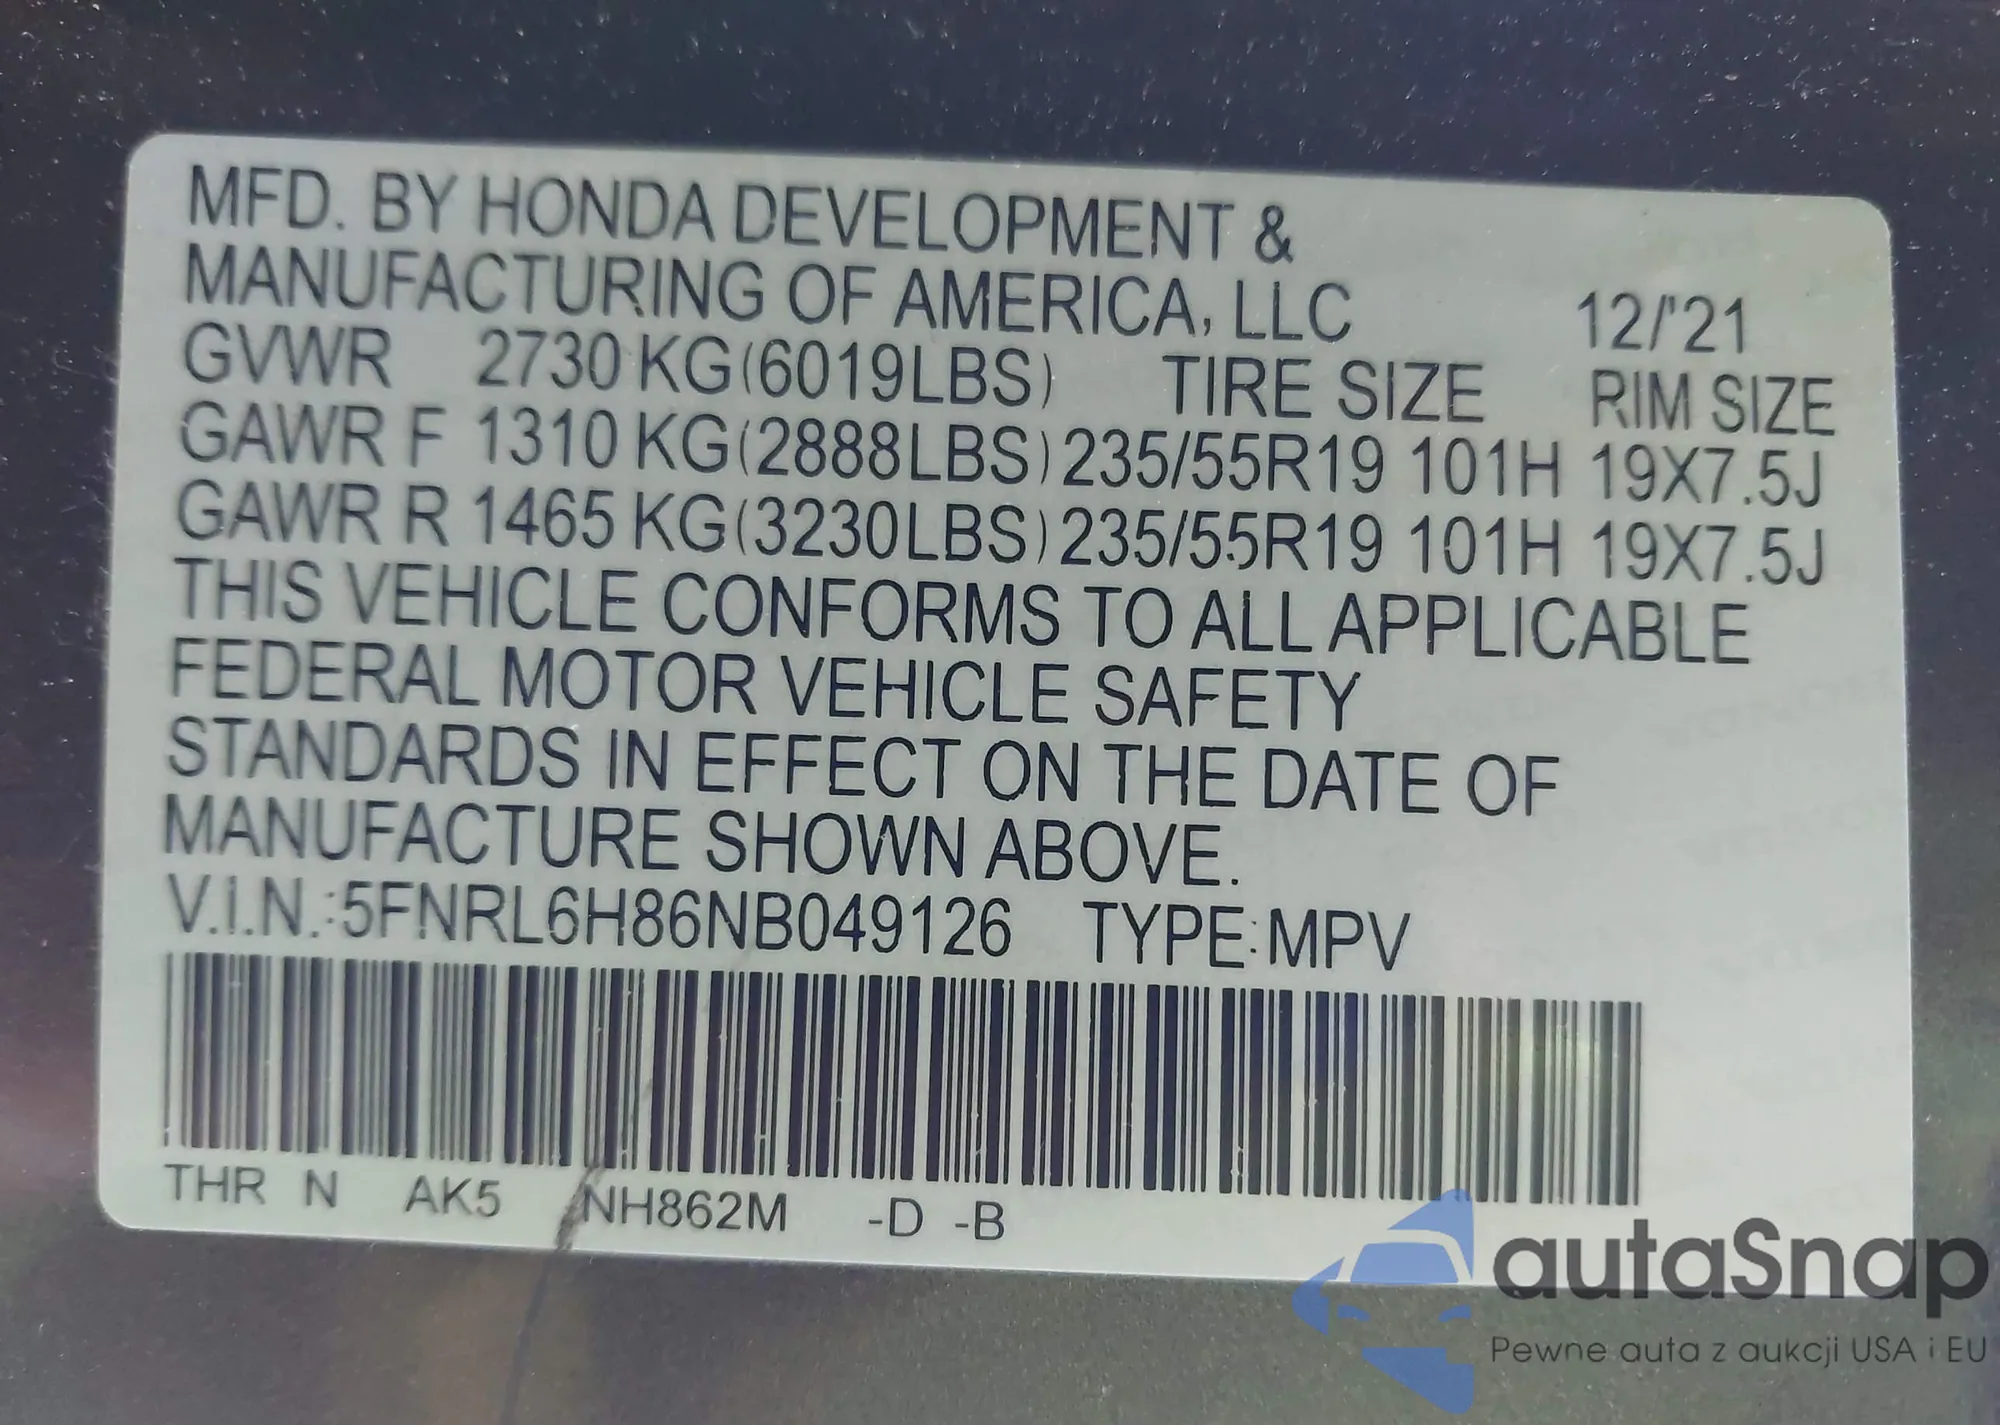 MFD. BY HONDA DEVELOPMENT &
MANUFACTURING OF AMERICA, LLC 12/'21
GVWR 2730 KG(6019LBS) TIRE SIZE RIM SIZE
GAWR F 1310 KG(2888LBS) 235/55R19 101H 19X7.5J
GAWR R 1465 KG(3230LBS) 235/55R19 101H 19X7.5J
THIS VEHICLE CONFORMS TO ALL APPLICABLE
FEDERAL MOTOR VEHICLE SAFETY
STANDARDS IN EFFECT ON THE DATE OF
MANUFACTURE SHOWN ABOVE.
V.I.N.:5FNRL6H86NB049126 TYPE:MPV
THR N AK5 NH862M -D -B
autaSnap
Pewne auta z aukcji USA i EU